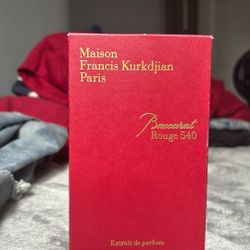 Maison
Francis Kurkdjian
Paris
Baccarat
Rouge 540
Extrait de parfum